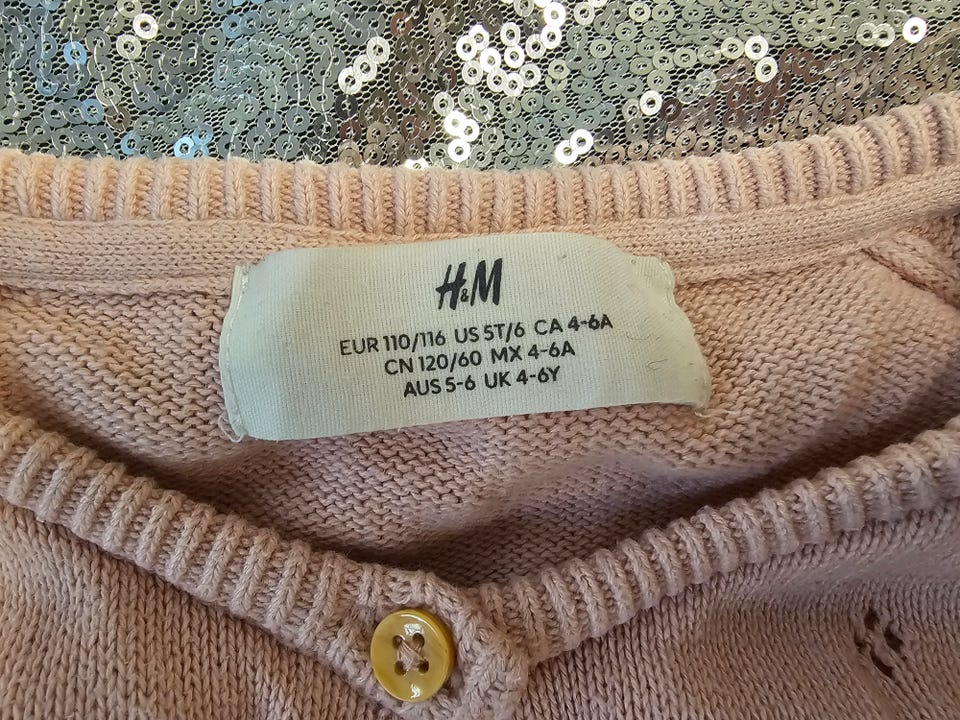 H&M
EUR 110/116 US 5T/6 CA 4-6A
CN 120/60 MX 4-6A
AUS 5-6 UK 4-6Y